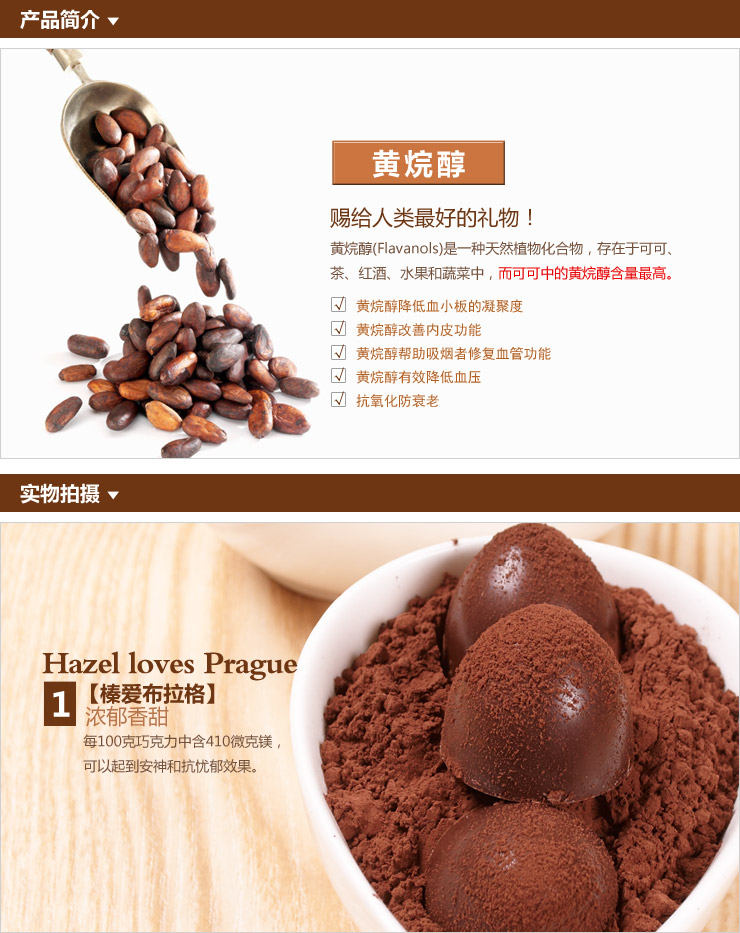 产品简介
黄烷醇
赐给人类最好的礼物！
黄烷醇(Flavanols)是一种天然植物化合物，存在于可可、
茶、红酒、水果和蔬菜中，而可可中的黄烷醇含量最高。
黄烷醇降低血小板的凝聚度
黄烷醇改善内皮功能
黄烷醇帮助吸烟者修复血管功能
黄烷醇有效降低血压
抗氧化防衰老
实物拍摄
Hazel loves Prague
1
【榛爱布拉格】
浓郁香甜
每100克巧克力中含410微克镁，
可以起到安神和抗忧郁效果。